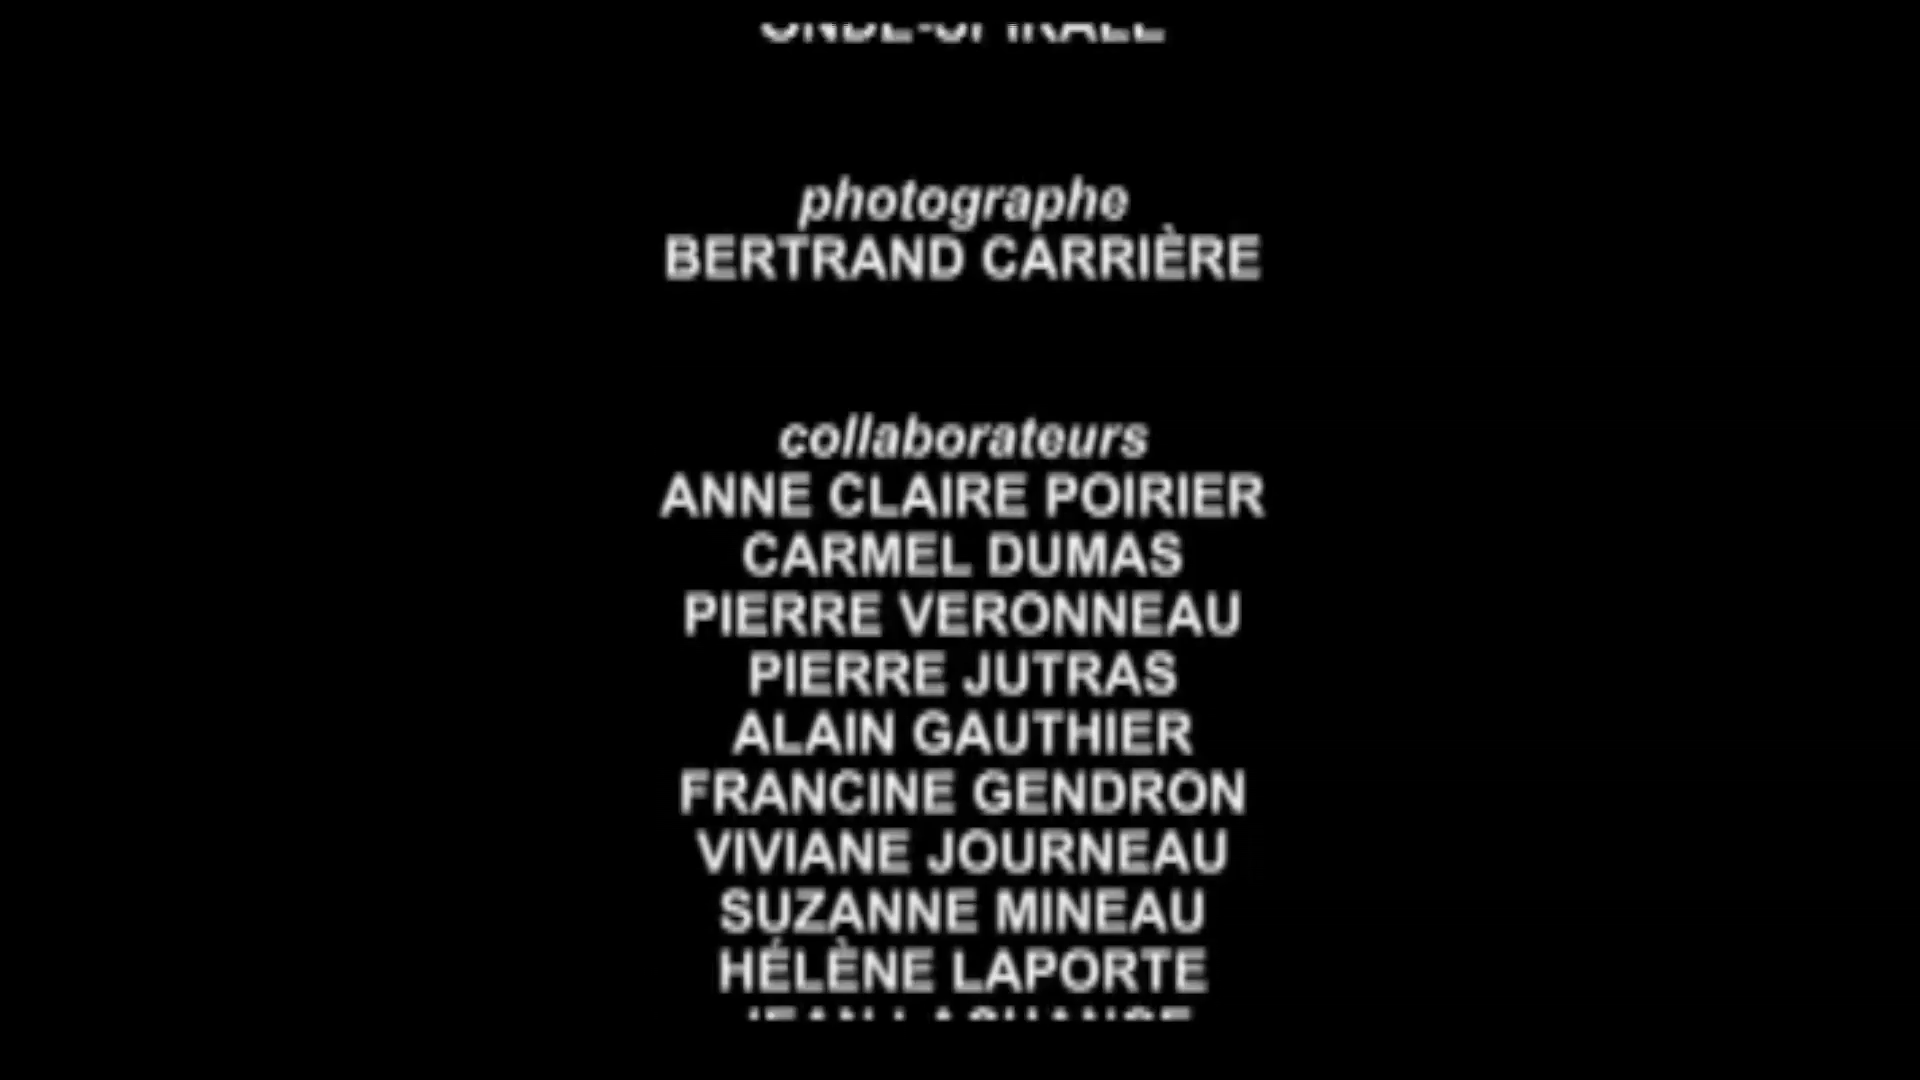 photographe
BERTRAND CARRIÈRE
collaborateurs
ANNE CLAIRE POIRIER
CARMEL DUMAS
PIERRE VERONNEAU
PIERRE JUTRAS
ALAIN GAUTHIER
FRANCINE GENDRON
VIVIANE JOURNEAU
SUZANNE MINEAU
HÉLÈNE LAPORTE